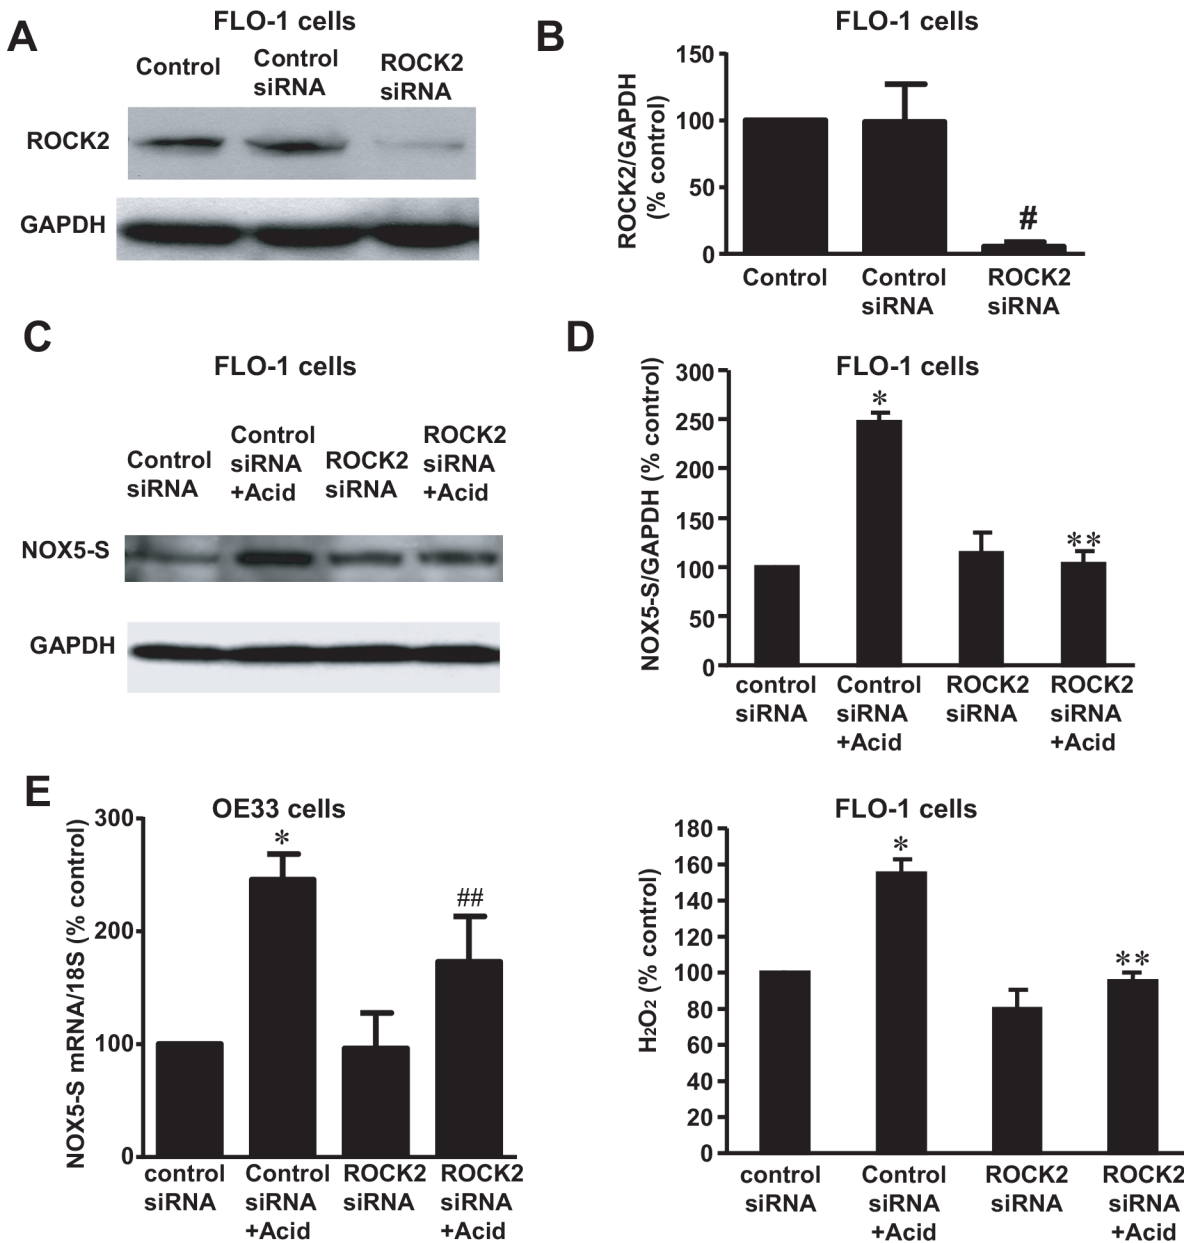 A
FLO-1 cells
Control
Control
siRNA
ROCK2
siRNA
ROCK2
GAPDH
B
FLO-1 cells
ROCK2/GAPDH
(% control)
150
100
50
0
#
Control
Control
siRNA
ROCK2
siRNA
C
FLO-1 cells
Control
siRNA
Control
siRNA
+Acid
ROCK2
siRNA
ROCK2
siRNA
+Acid
NOX5-S
GAPDH
D
FLO-1 cells
NOX5-S/GAPDH (% control)
300
250
200
150
100
50
0
*
**
control
siRNA
Control
siRNA
+Acid
ROCK2
siRNA
ROCK2
siRNA
+Acid
E
OE33 cells
NOX5-S mRNA/18S (% control)
300
200
100
0
*
##
control
siRNA
Control
siRNA
+Acid
ROCK2
siRNA
ROCK2
siRNA
+Acid
FLO-1 cells
H2O2 (% control)
180
160
140
120
100
80
60
40
20
0
*
**
control
siRNA
Control
siRNA
+Acid
ROCK2
siRNA
ROCK2
siRNA
+Acid